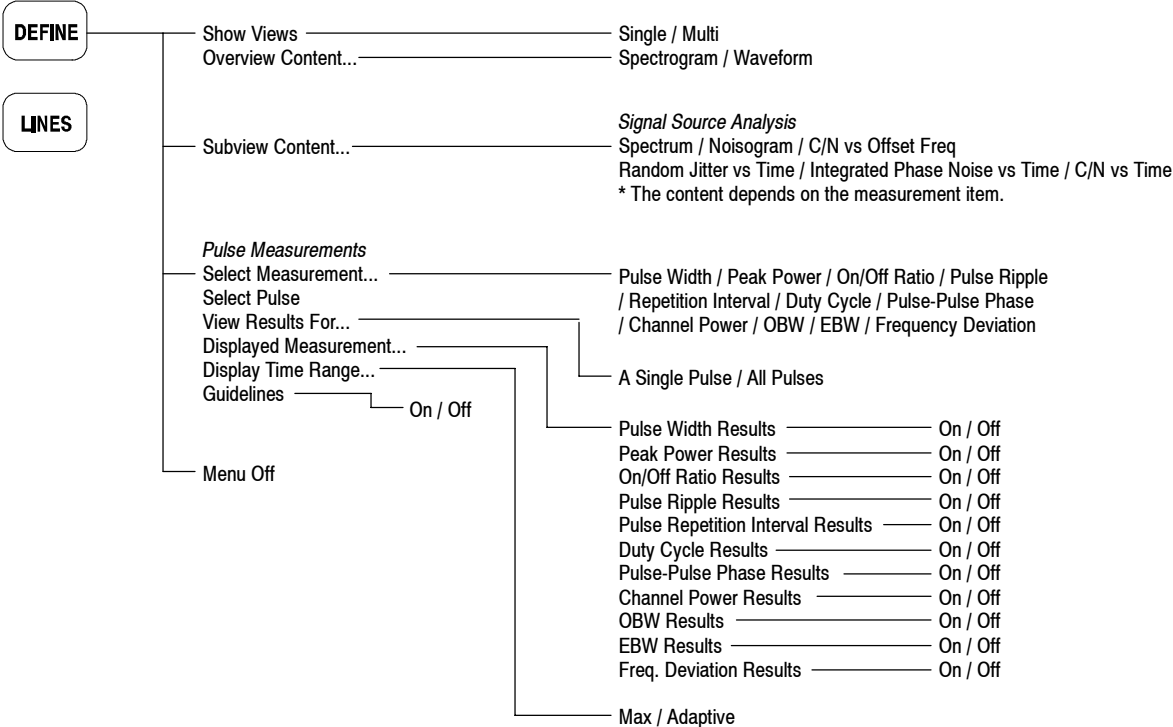 DEFINE
Show Views
Single / Multi
Overview Content...
Spectrogram / Waveform
LINES
Subview Content...
Signal Source Analysis
Spectrum / Noisogram / C/N vs Offset Freq
Random Jitter vs Time / Integrated Phase Noise vs Time / C/N vs Time
* The content depends on the measurement item.
Pulse Measurements
Select Measurement...
Pulse Width / Peak Power / On/Off Ratio / Pulse Ripple
/ Repetition Interval / Duty Cycle / Pulse-Pulse Phase
/ Channel Power / OBW / EBW / Frequency Deviation
Select Pulse
View Results For...
A Single Pulse / All Pulses
Displayed Measurement...
Display Time Range...
Guidelines
On / Off
Pulse Width Results On / Off
Peak Power Results On / Off
On/Off Ratio Results On / Off
Pulse Ripple Results On / Off
Pulse Repetition Interval Results On / Off
Duty Cycle Results On / Off
Pulse-Pulse Phase Results On / Off
Channel Power Results On / Off
OBW Results On / Off
EBW Results On / Off
Freq. Deviation Results On / Off
Menu Off
Max / Adaptive